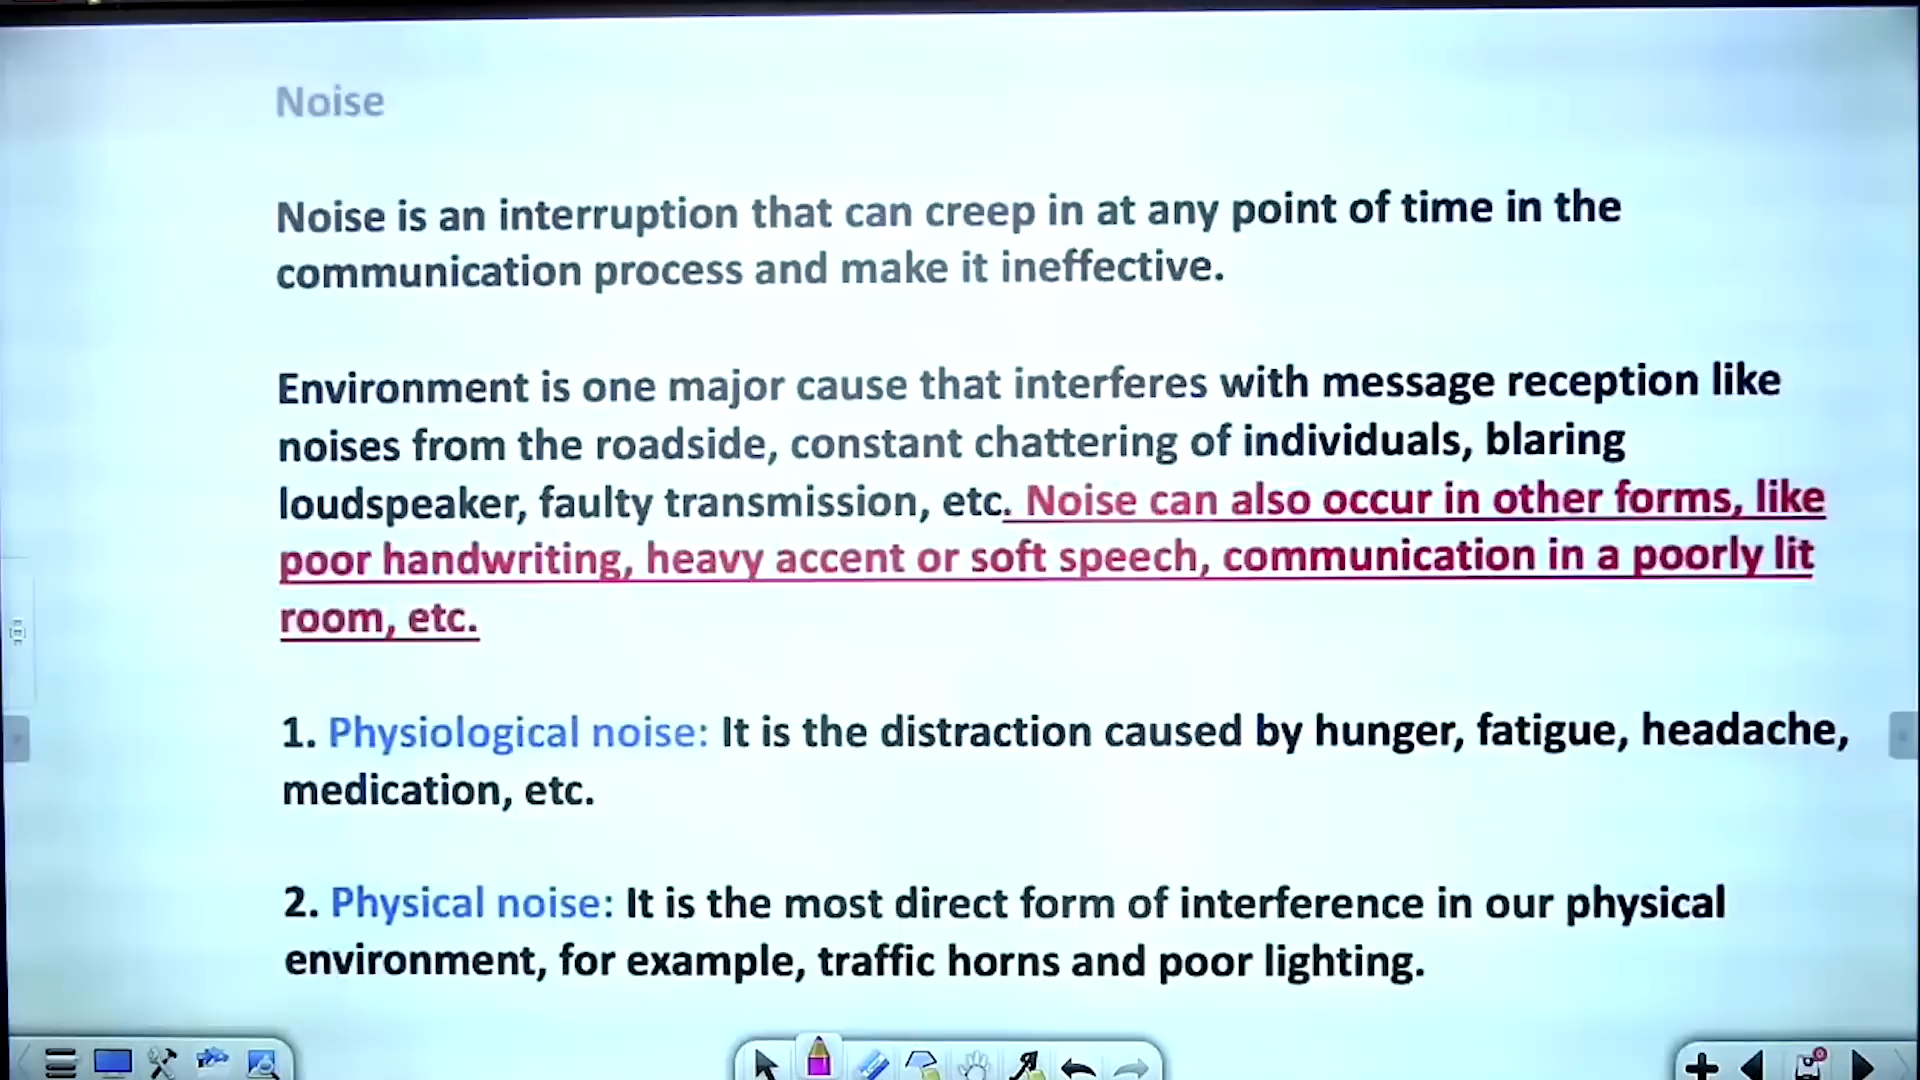 Noise
Noise is an interruption that can creep in at any point of time in the
communication process and make it ineffective.
Environment is one major cause that interferes with message reception like
noises from the roadside, constant chattering of individuals, blaring
loudspeaker, faulty transmission, etc. Noise can also occur in other forms, like
poor handwriting, heavy accent or soft speech, communication in a poorly lit
room, etc.
1. Physiological noise: It is the distraction caused by hunger, fatigue, headache,
medication, etc.
2. Physical noise: It is the most direct form of interference in our physical
environment, for example, traffic horns and poor lighting.